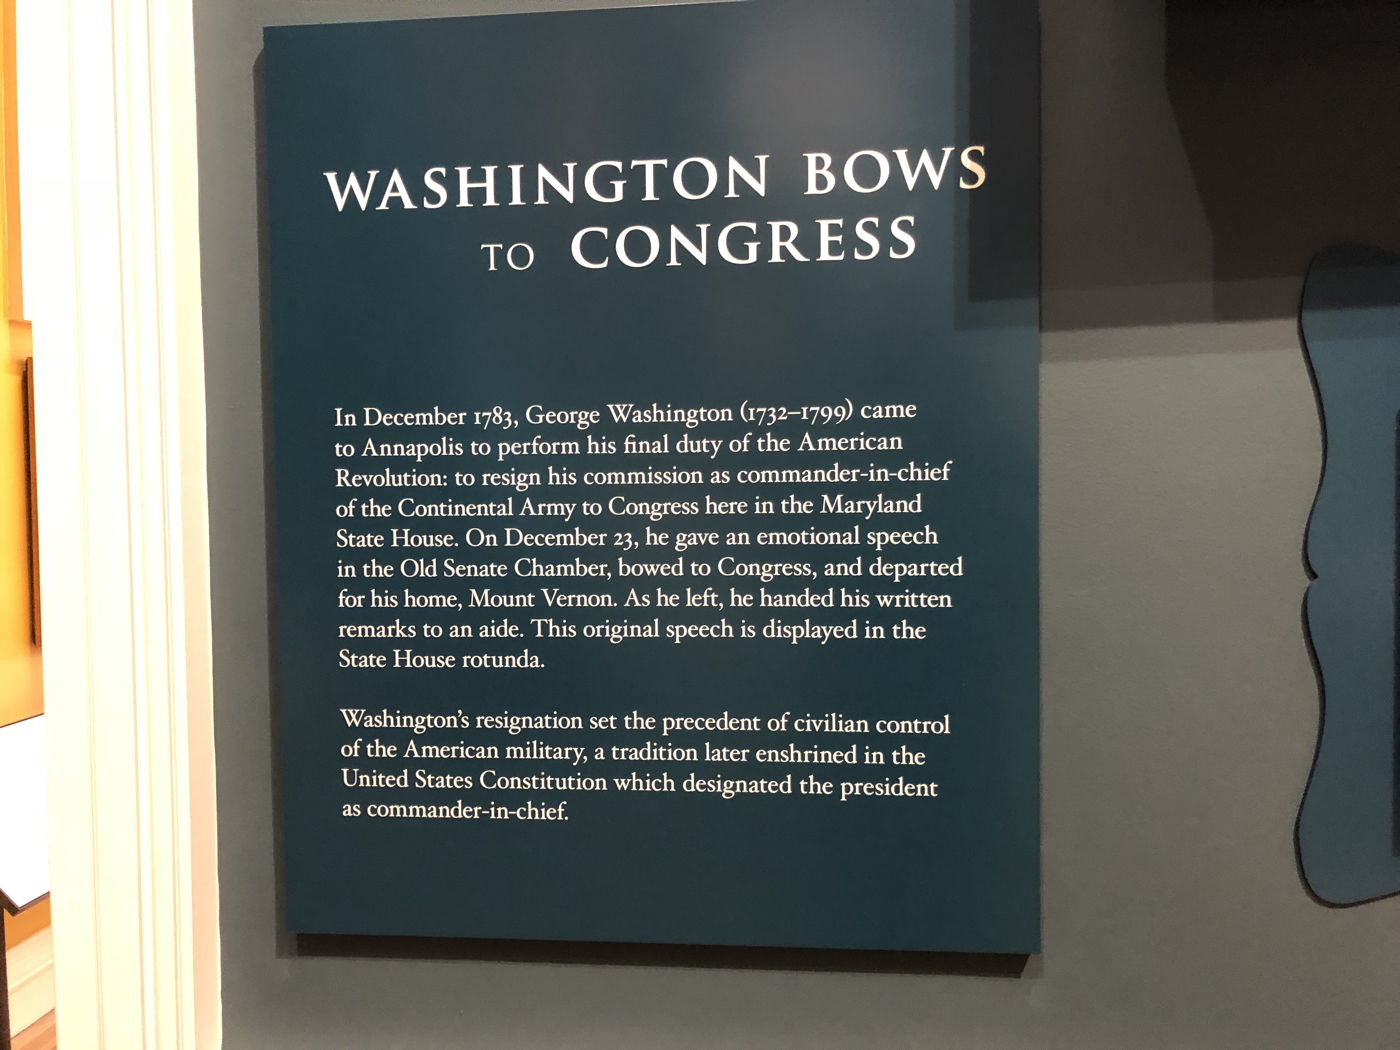 WASHINGTON BOWS
TO CONGRESS
In December 1783, George Washington (1732–1799) came
to Annapolis to perform his final duty of the American
Revolution: to resign his commission as commander-in-chief
of the Continental Army to Congress here in the Maryland
State House. On December 23, he gave an emotional speech
in the Old Senate Chamber, bowed to Congress, and departed
for his home, Mount Vernon. As he left, he handed his written
remarks to an aide. This original speech is displayed in the
State House rotunda.
Washington’s resignation set the precedent of civilian control
of the American military, a tradition later enshrined in the
United States Constitution which designated the president
as commander-in-chief.